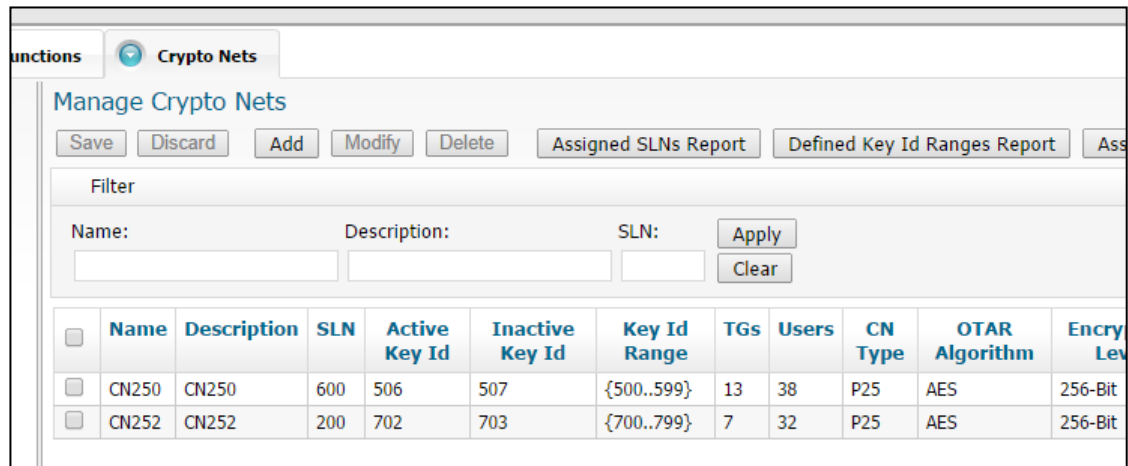 unctions Crypto Nets
Manage Crypto Nets
Save Discard Add Modify Delete Assigned SLNs Report Defined Key Id Ranges Report Ass
Filter
Name: Description: SLN: Apply
Clear
Name Description SLN Active Key Id Inactive Key Id Key Id Range TGs Users CN Type OTAR Algorithm Encry Lev
CN250 CN250 600 506 507 {500..599} 13 38 P25 AES 256-Bit
CN252 CN252 200 702 703 {700..799} 7 32 P25 AES 256-Bit